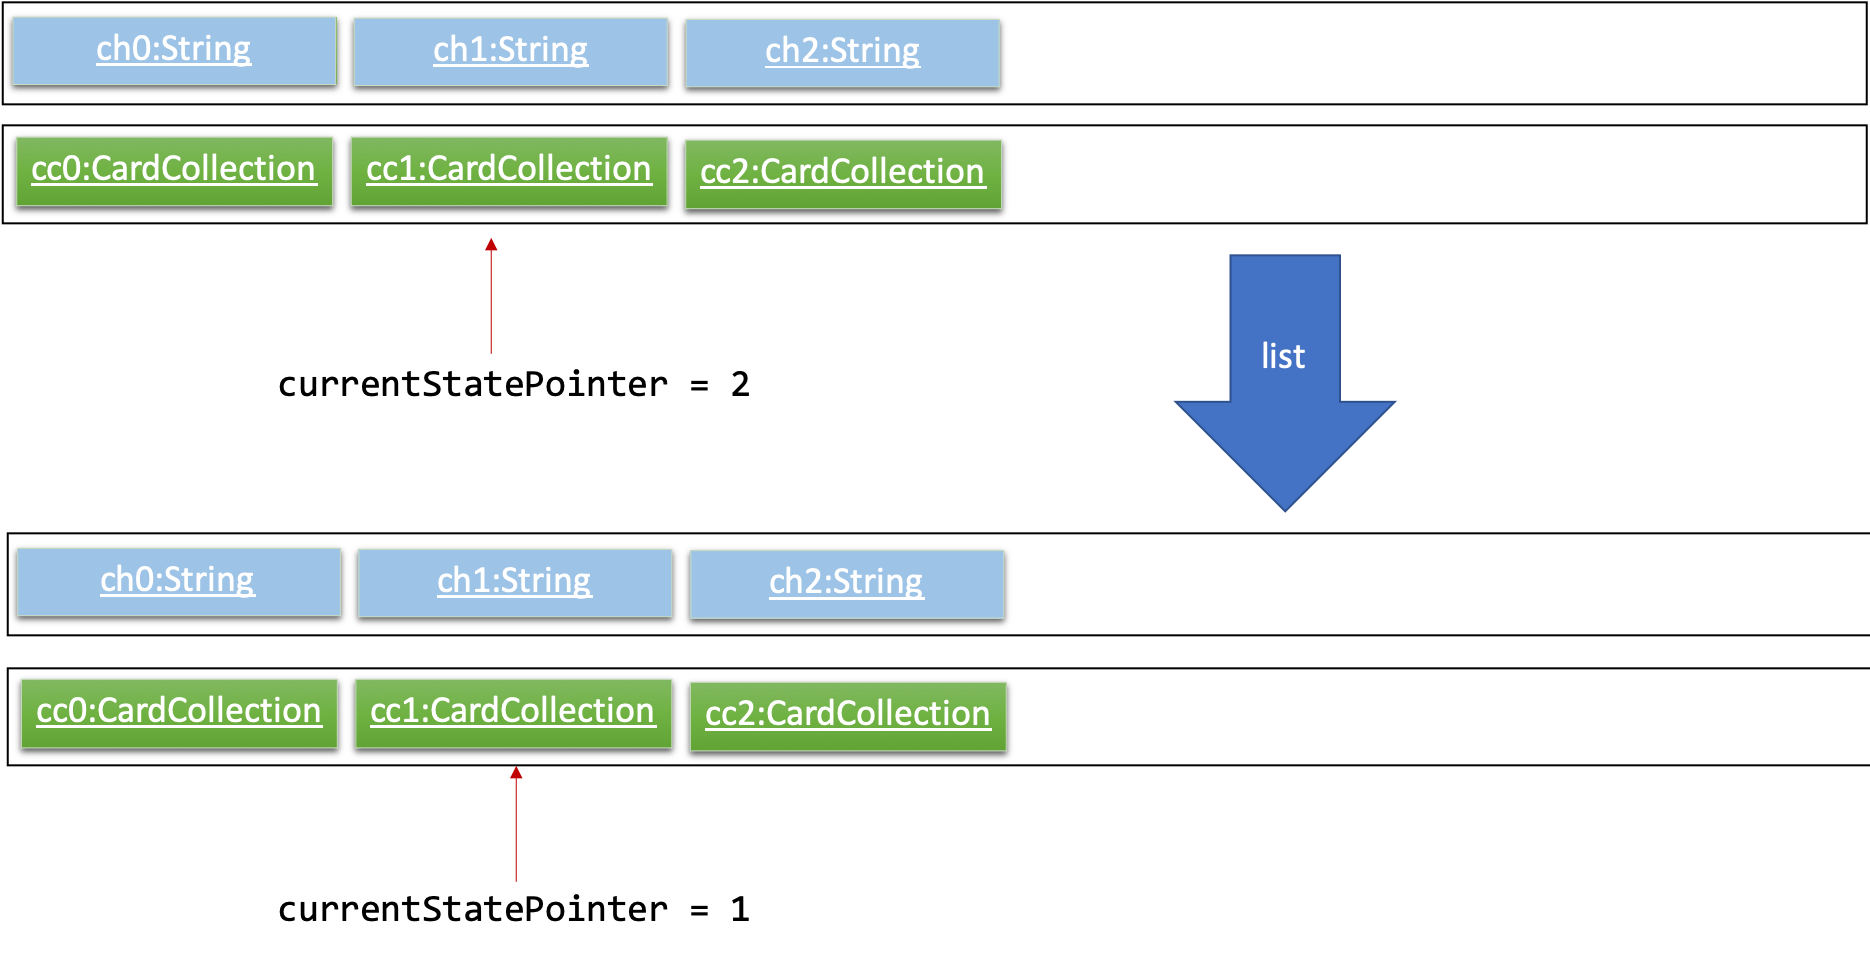 ch0:String ch1:String ch2:String
cc0:CardCollection cc1:CardCollection cc2:CardCollection
list
currentStatePointer = 2
ch0:String ch1:String ch2:String
cc0:CardCollection cc1:CardCollection cc2:CardCollection
currentStatePointer = 1